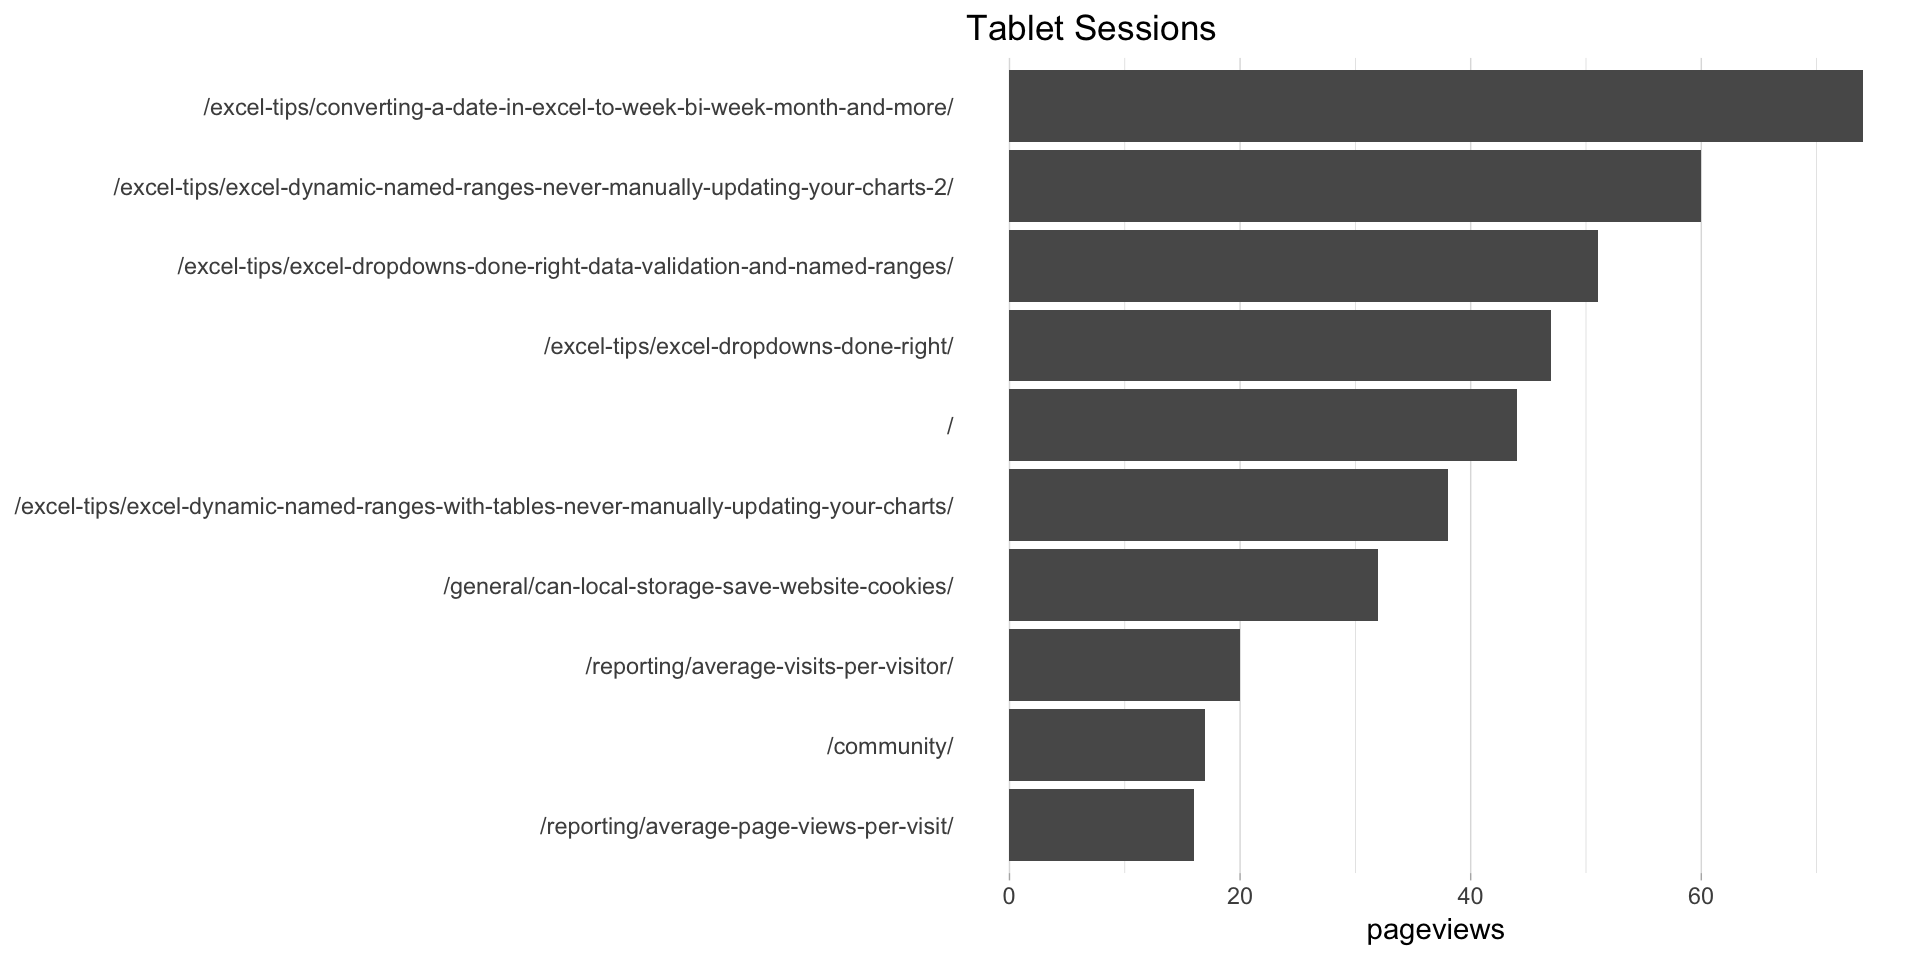 Tablet Sessions
/excel-tips/converting-a-date-in-excel-to-week-bi-week-month-and-more/
/excel-tips/excel-dynamic-named-ranges-never-manually-updating-your-charts-2/
/excel-tips/excel-dropdowns-done-right-data-validation-and-named-ranges/
/excel-tips/excel-dropdowns-done-right/
/
/excel-tips/excel-dynamic-named-ranges-with-tables-never-manually-updating-your-charts/
/general/can-local-storage-save-website-cookies/
/reporting/average-visits-per-visitor/
/community/
/reporting/average-page-views-per-visit/
0 20 40 60
pageviews